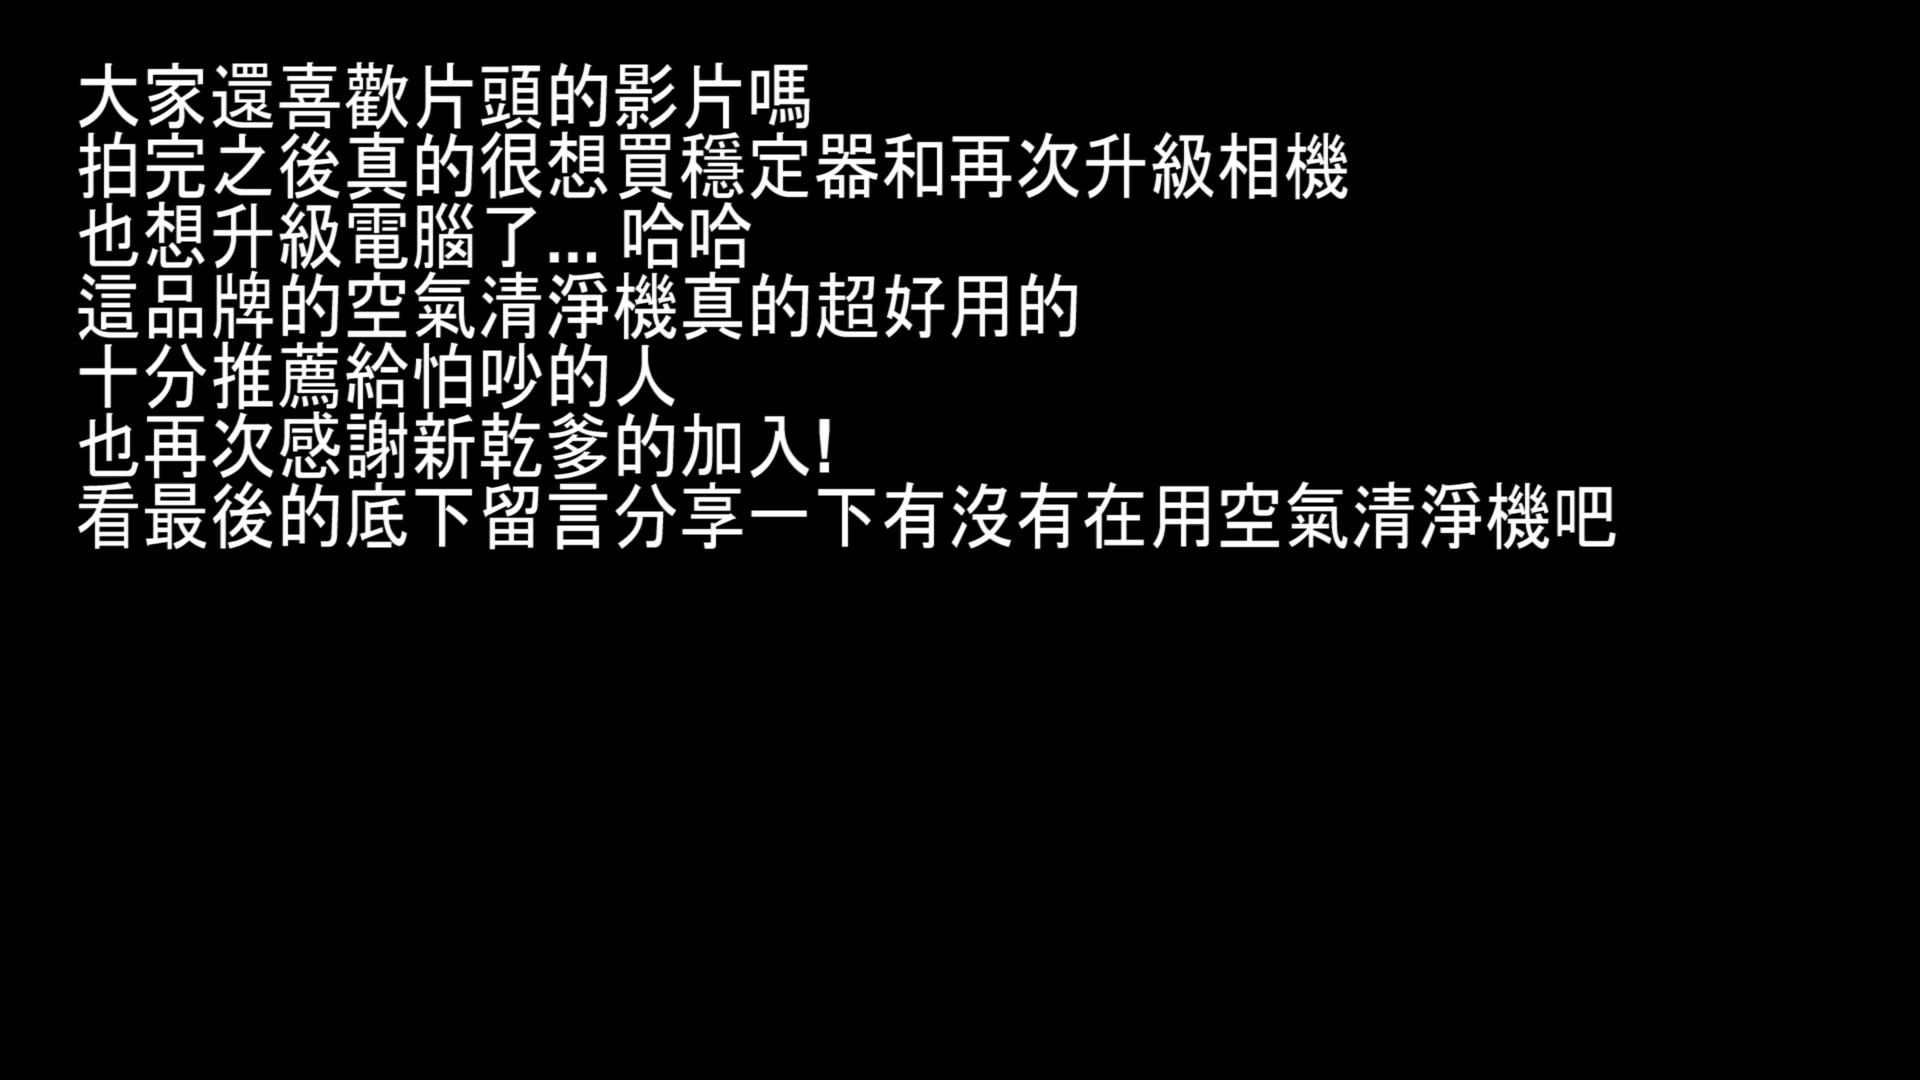 大家還喜歡片頭的影片嗎
拍完之後真的很想買穩定器和再次升級相機
也想升級電腦了... 哈哈
這品牌的空氣清淨機真的超好用的
十分推薦給怕吵的人
也再次感謝新乾爹的加入!
看最後的底下留言分享一下有沒有在用空氣清淨機吧